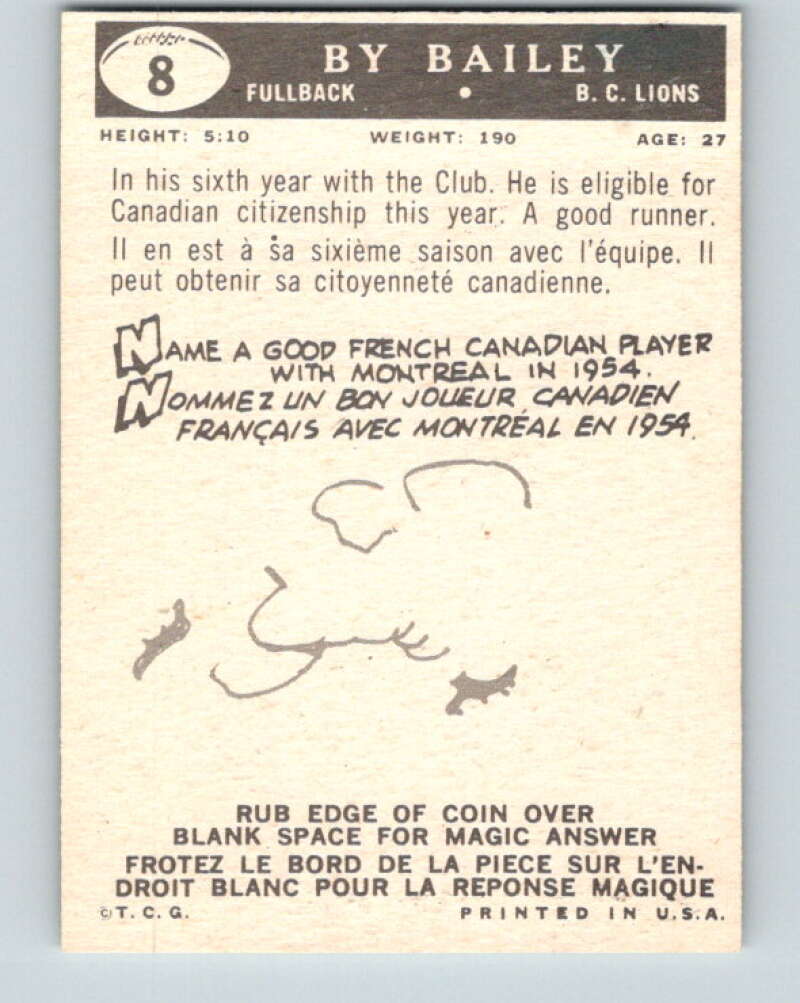 8
BY BAILEY
FULLBACK • B. C. LIONS
HEIGHT: 5:10 WEIGHT: 190 AGE: 27
In his sixth year with the Club. He is eligible for
Canadian citizenship this year. A good runner.
Il en est à sa sixième saison avec l'équipe. Il
peut obtenir sa citoyenneté canadienne.
NAME A GOOD FRENCH CANADIAN PLAYER
WITH MONTREAL IN 1954.
NOMMEZ UN BON JOUEUR CANADIEN
FRANÇAIS AVEC MONTRÉAL EN 1954.
RUB EDGE OF COIN OVER
BLANK SPACE FOR MAGIC ANSWER
FROTEZ LE BORD DE LA PIECE SUR L'EN-
DROIT BLANC POUR LA REPONSE MAGIQUE
© T. C. G. PRINTED IN U.S.A.